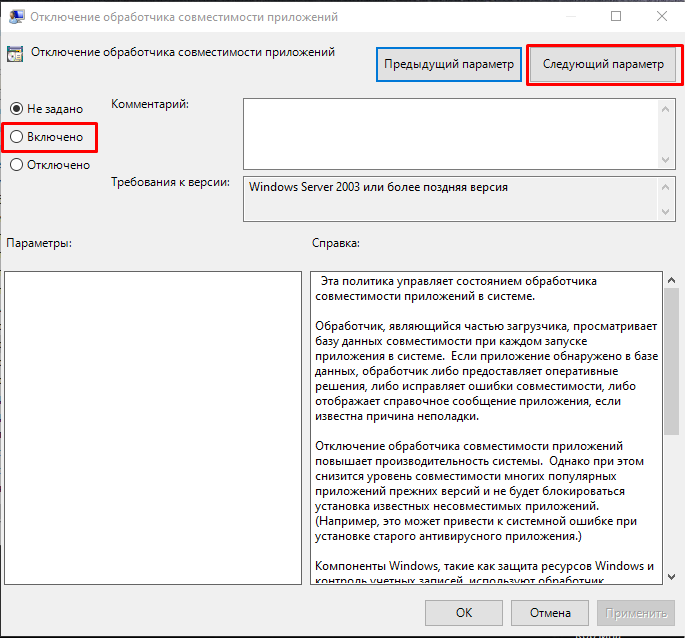 Отключение обработчика совместимости приложений
Отключение обработчика совместимости приложений
Предыдущий параметр
Следующий параметр
Не задано
Включено
Отключено
Комментарий:
Требования к версии:
Windows Server 2003 или более поздняя версия
Параметры:
Справка:
Эта политика управляет состоянием обработчика
совместимости приложений в системе.
Обработчик, являющийся частью загрузчика, просматривает
базу данных совместимости при каждом запуске
приложения в системе.  Если приложение обнаружено в базе
данных, обработчик либо предоставляет оперативные
решения, либо исправляет ошибки совместимости, либо
отображает справочное сообщение приложения, если
известна причина неполадки.
Отключение обработчика совместимости приложений
повышает производительность системы.  Однако при этом
снизится уровень совместимости многих популярных
приложений прежних версий и не будет блокироваться
установка известных несовместимых приложений.
(Например, это может привести к системной ошибке при
установке старого антивирусного приложения.)
Компоненты Windows, такие как защита ресурсов Windows и
контроль учетных записей, используют обработчик
ОК
Отмена
Применить